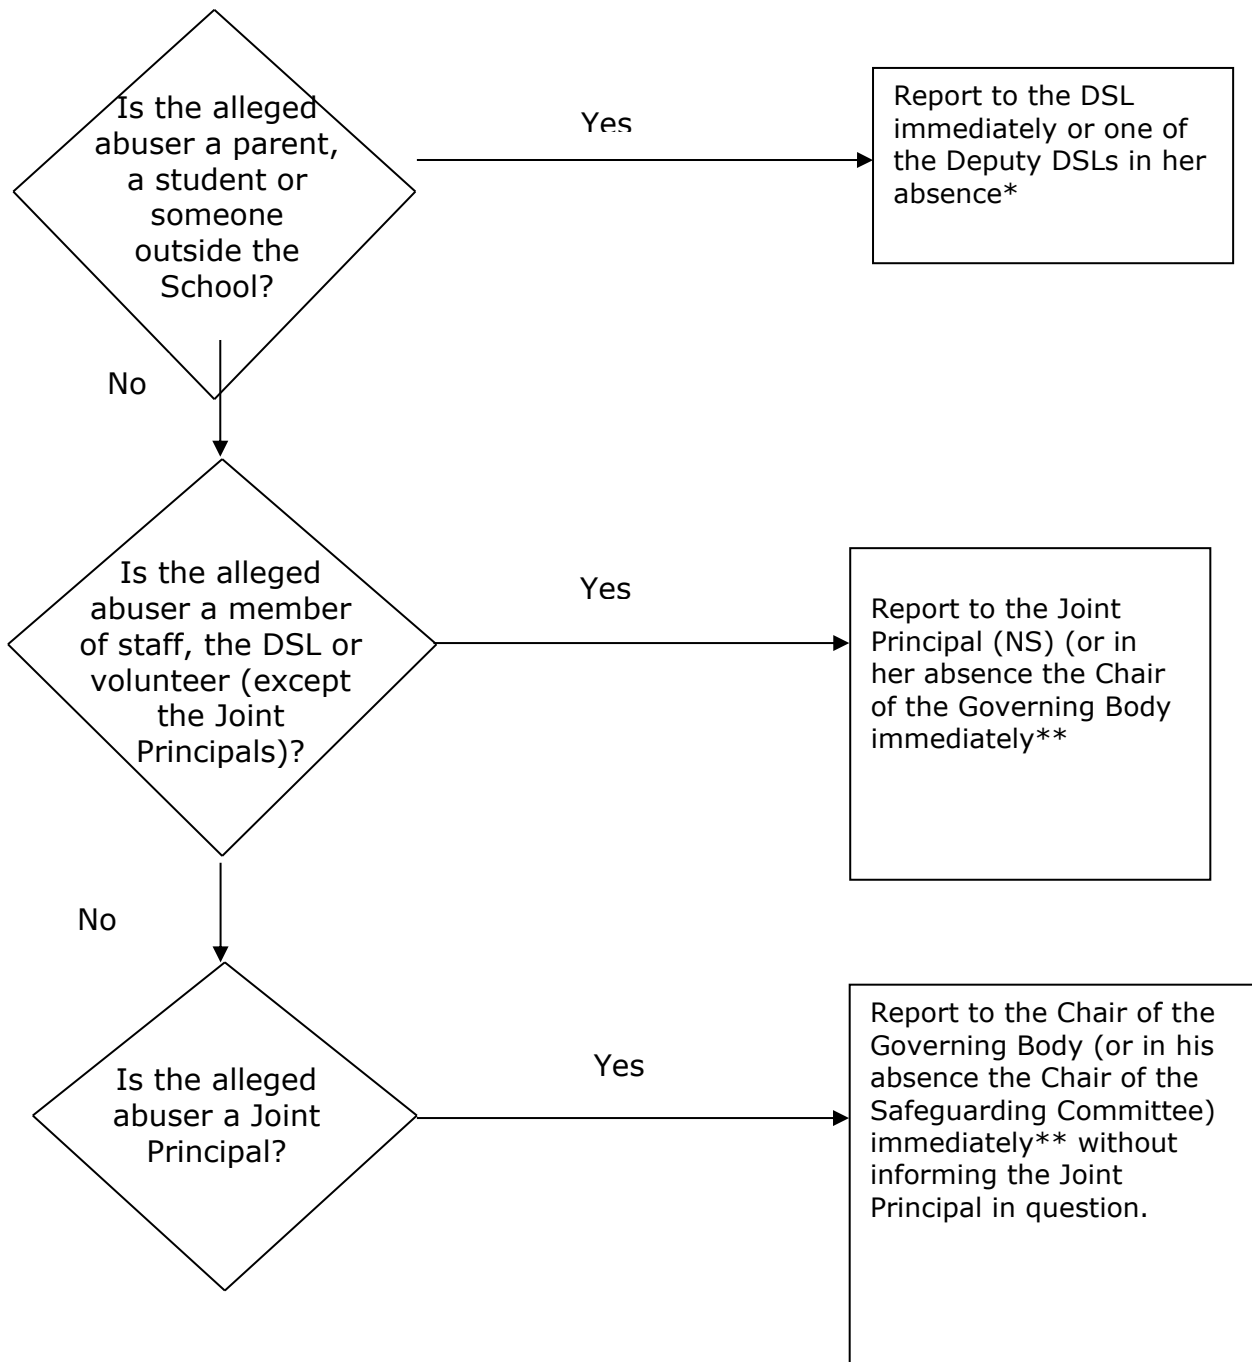 Is the alleged
abuser a parent,
a student or
someone
outside the
School?
Yes
Report to the DSL
immediately or one of
the Deputy DSLs in her
absence*
No
Is the alleged
abuser a member
of staff, the DSL or
volunteer (except
the Joint
Principals)?
Yes
Report to the Joint
Principal (NS) (or in
her absence the Chair
of the Governing Body
immediately**
No
Is the alleged
abuser a Joint
Principal?
Yes
Report to the Chair of the
Governing Body (or in his
absence the Chair of the
Safeguarding Committee)
immediately** without
informing the Joint
Principal in question.